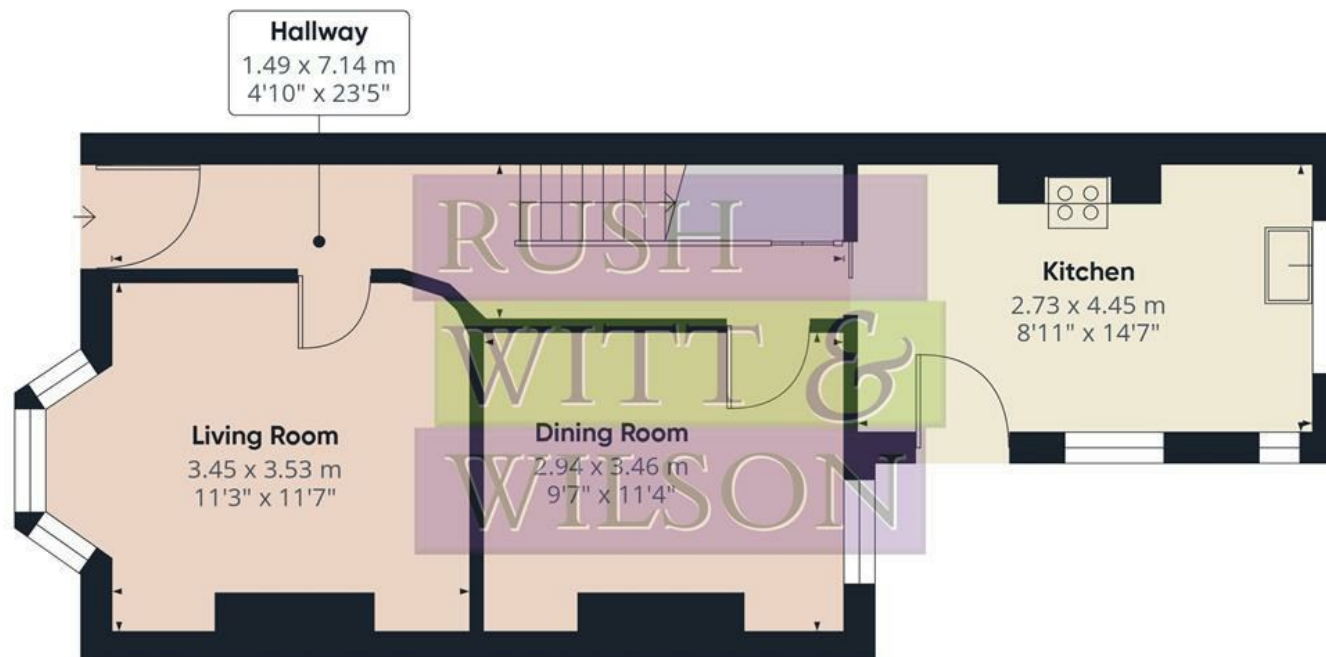 Hallway
1.49 x 7.14 m
4'10" x 23'5"
RUSH
WITT &
WILSON
Kitchen
2.73 x 4.45 m
8'11" x 14'7"
Living Room
3.45 x 3.53 m
11'3" x 11'7"
Dining Room
2.94 x 3.46 m
9'7" x 11'4"